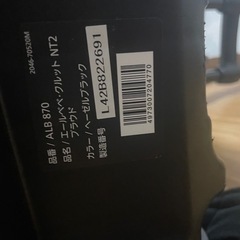 2046-70520M
品番 / ALB 870
品名 / エールベベ・クルット NT2
プラウド
カラー / ヘーゼルブラック
製造番号
L42B822691
4973007204770